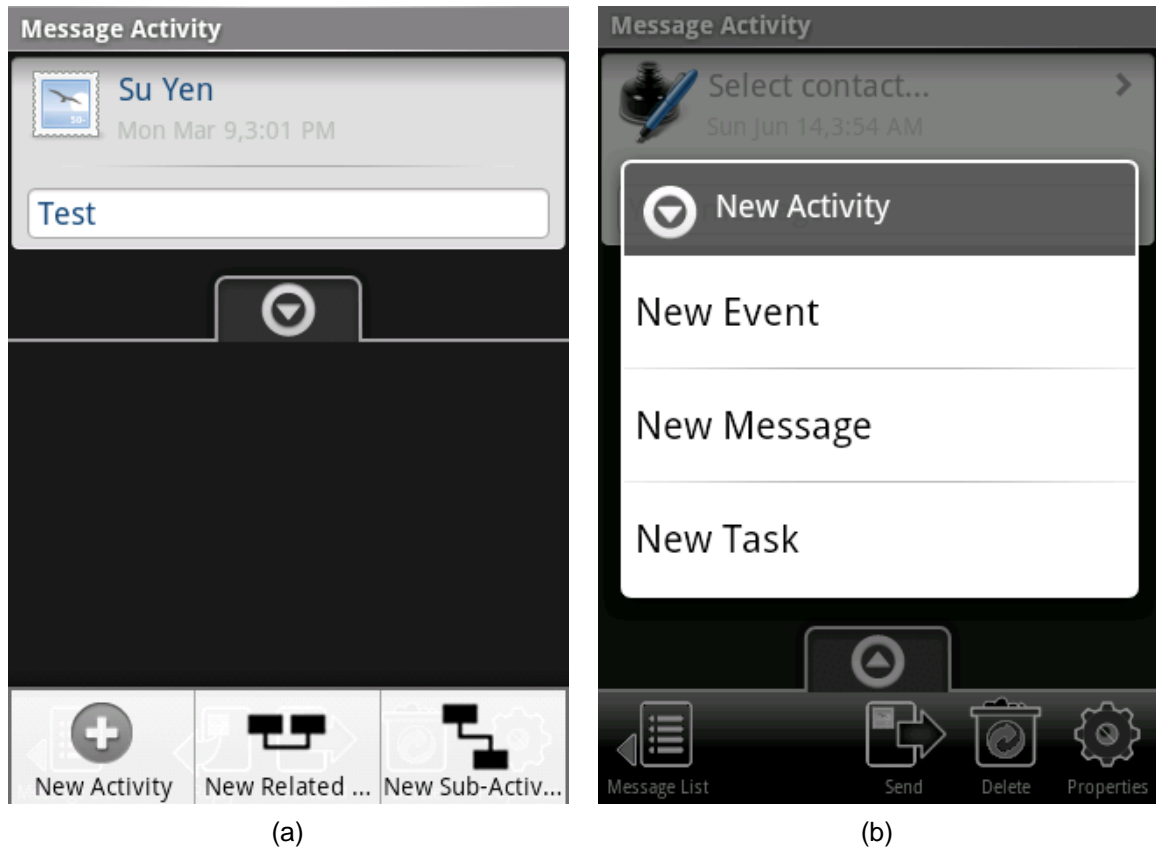 Message Activity
Su Yen
Mon Mar 9,3:01 PM
Test
New Activity
New Related ...
New Sub-Activ...
(a)
Message Activity
Select contact...
Sun Jun 14,3:54 AM
New Activity
New Event
New Message
New Task
Message List
Send
Delete
Properties
(b)